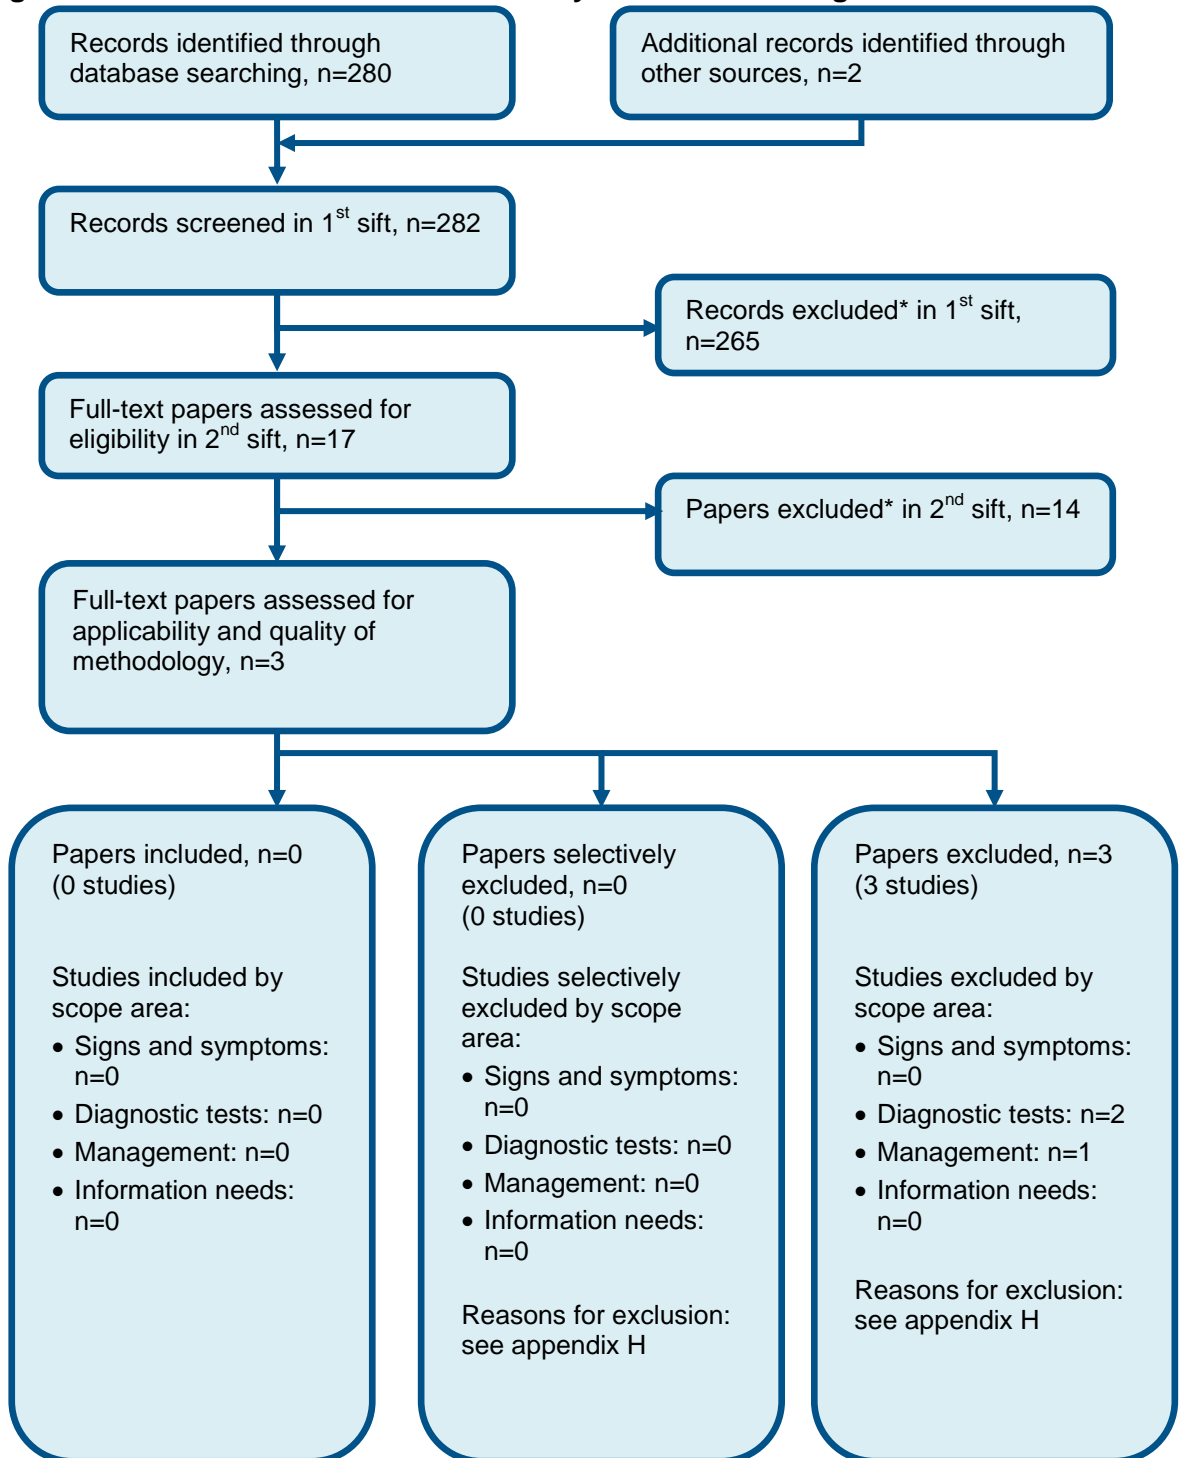 Records identified through
database searching, n=280
Additional records identified through
other sources, n=2
Records screened in 1st sift, n=282
Records excluded* in 1st sift,
n=265
Full-text papers assessed for
eligibility in 2nd sift, n=17
Papers excluded* in 2nd sift, n=14
Full-text papers assessed for
applicability and quality of
methodology, n=3
Papers included, n=0
(0 studies)
Studies included by
scope area:
• Signs and symptoms:
n=0
• Diagnostic tests: n=0
• Management: n=0
• Information needs:
n=0
Papers selectively
excluded, n=0
(0 studies)
Studies selectively
excluded by scope
area:
• Signs and symptoms:
n=0
• Diagnostic tests: n=0
• Management: n=0
• Information needs:
n=0
Reasons for exclusion:
see appendix H
Papers excluded, n=3
(3 studies)
Studies excluded by
scope area:
• Signs and symptoms:
n=0
• Diagnostic tests: n=2
• Management: n=1
• Information needs:
n=0
Reasons for exclusion:
see appendix H